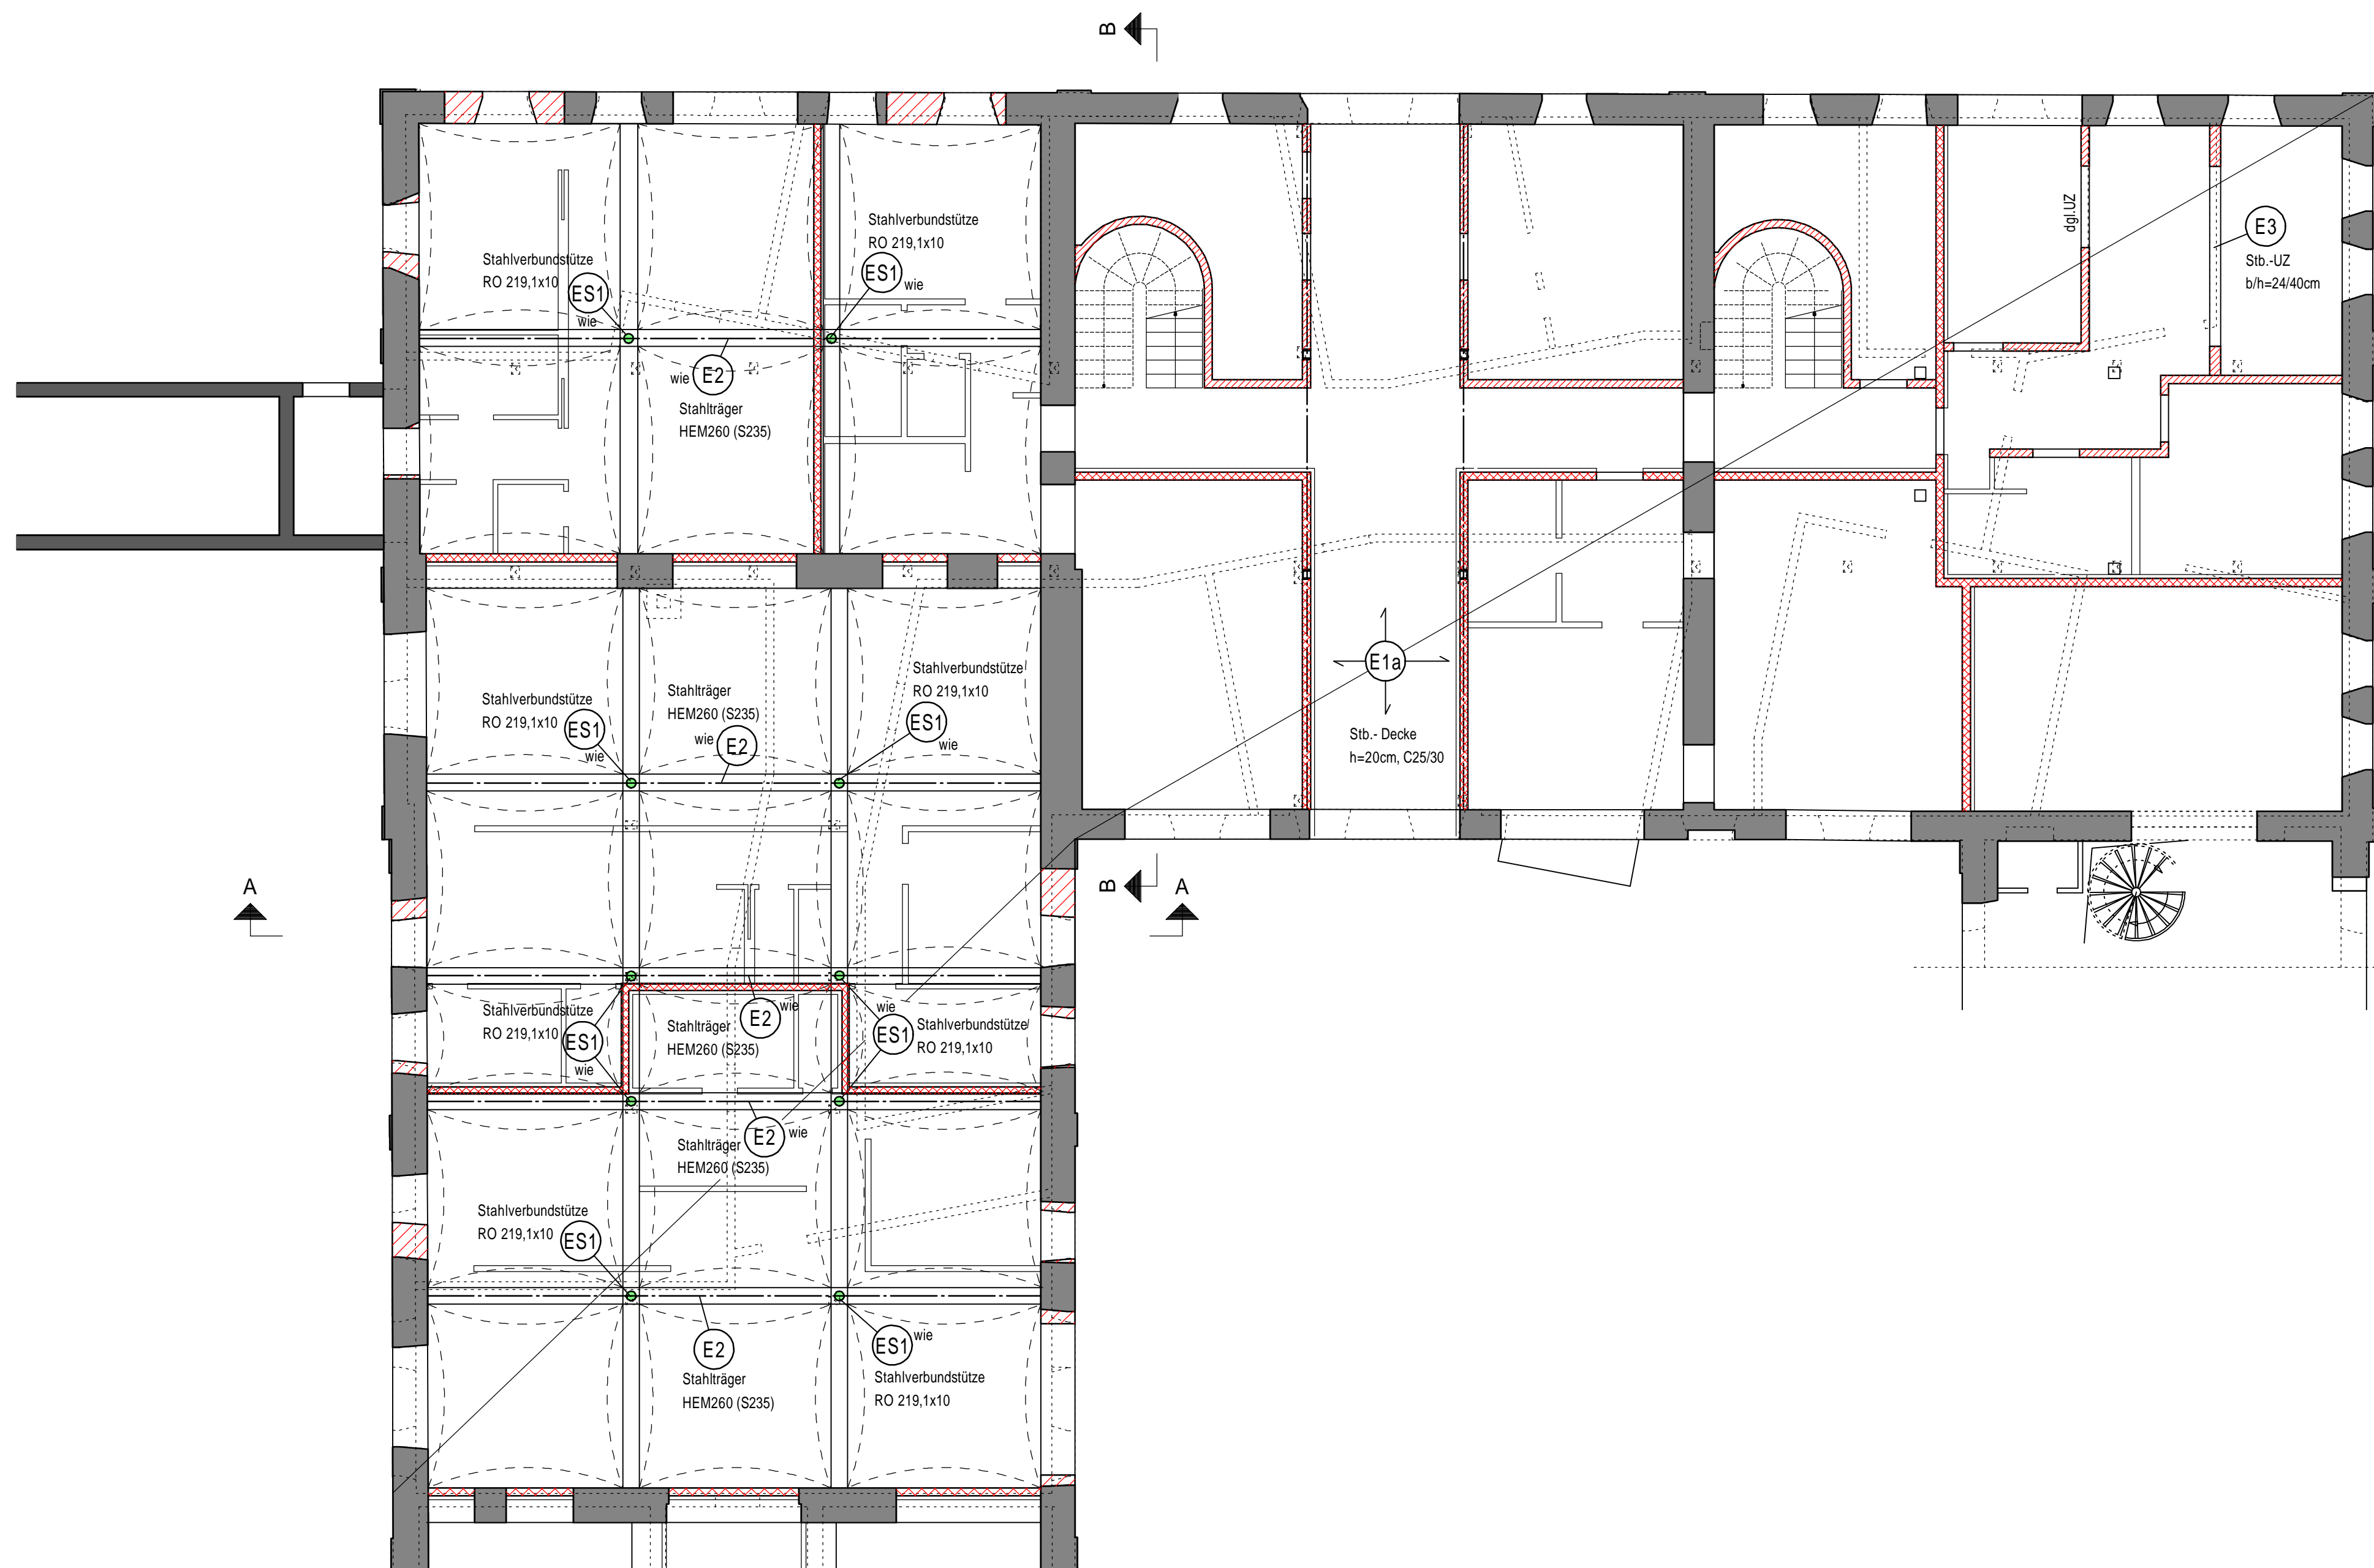 B
Stahlverbundstütze
RO 219,1x10
ES1
wie
Stahlverbundstütze
RO 219,1x10
ES1
wie
wie
E2
Stahlträger
HEM260 (S235)
dgl.UZ
E3
Stb.-UZ
b/h=24/40cm
Stahlverbundstütze
RO 219,1x10
ES1
wie
Stahlträger
HEM260 (S235)
wie
E2
Stahlverbundstütze
RO 219,1x10
ES1
wie
E1a
Stb.- Decke
h=20cm, C25/30
A
B
A
Stahlverbundstütze
RO 219,1x10
ES1
wie
E2
wie
Stahlträger
HEM260 (S235)
wie
ES1
Stahlverbundstütze
RO 219,1x10
E2
wie
Stahlträger
HEM260 (S235)
Stahlverbundstütze
RO 219,1x10
ES1
E2
Stahlträger
HEM260 (S235)
ES1
wie
Stahlverbundstütze
RO 219,1x10